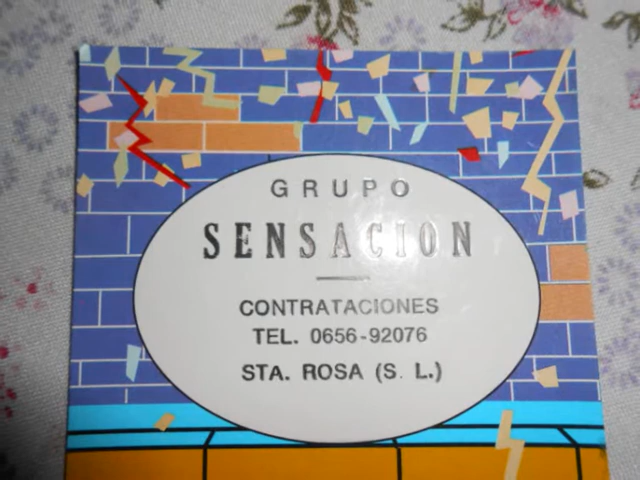 GRUPO
SENSACION
CONTRATACIONES
TEL. 0656-92076
STA. ROSA (S. L.)